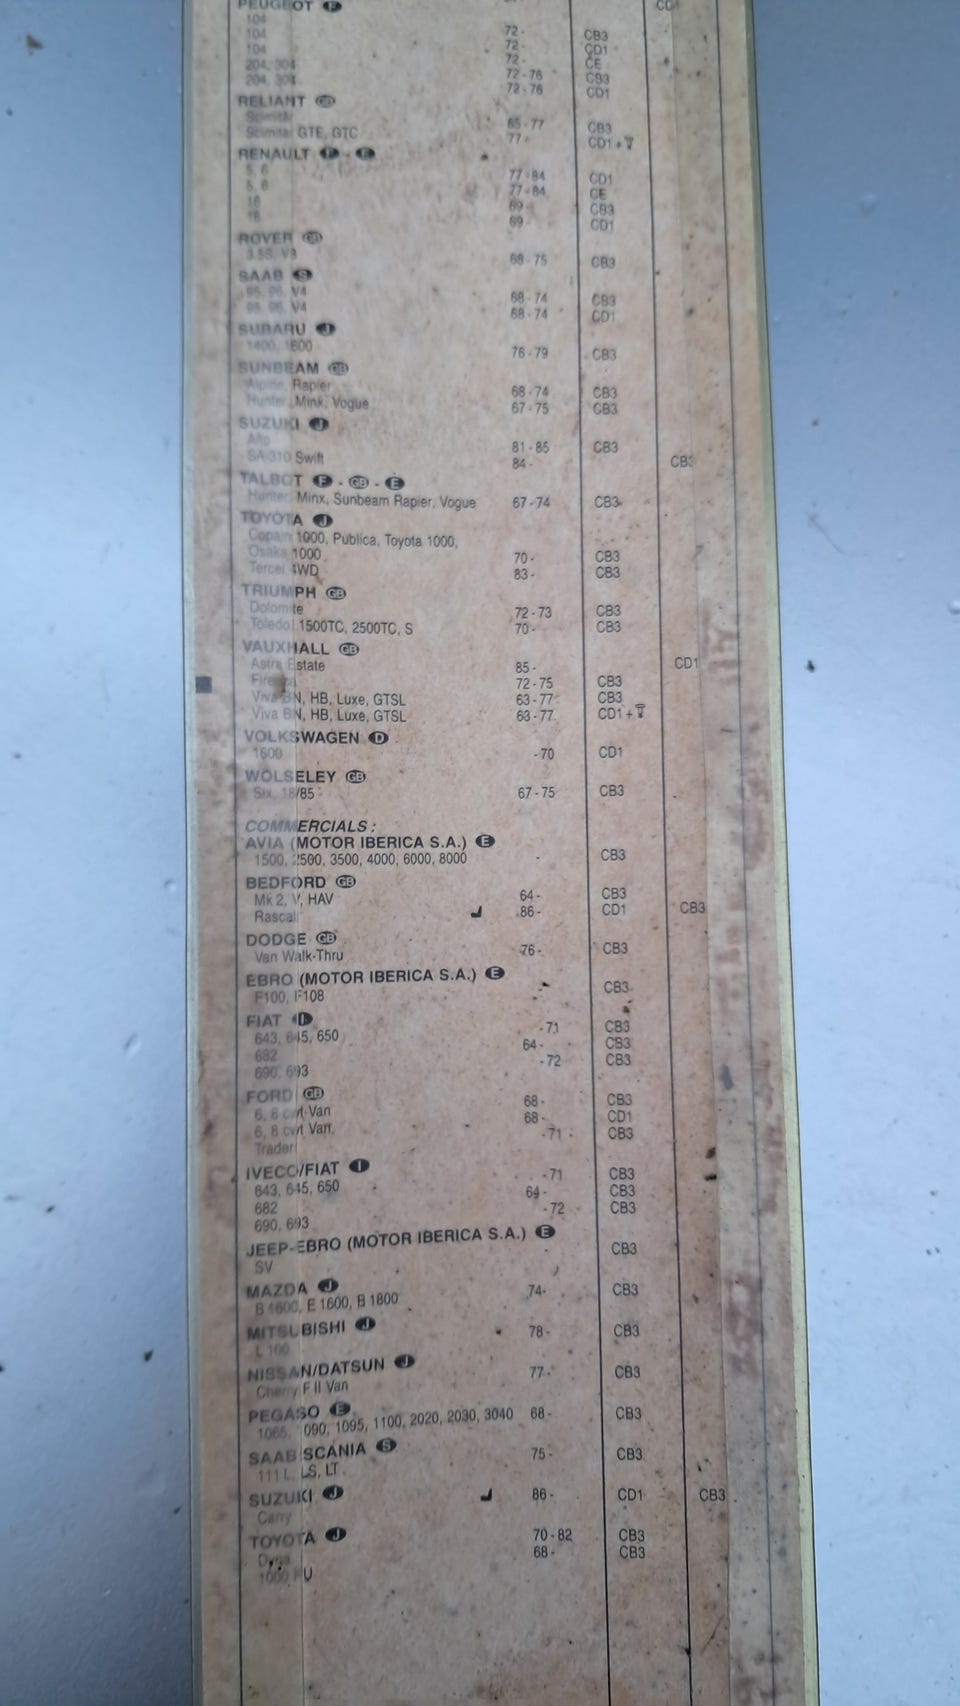 PEUGEOT F CD1
104
104 72- CB3
104 72- CD1
204, 304 72- CE
204, 304 72-76 CB3
72-76 CD1
RELIANT GB
Scimitar 65-77 CB3
Scimitar GTE, GTC 77- CD1+
RENAULT F - E
5, 6 77-84 CD1
5, 6 77-84 CE
16 69- CB3
16 69- CD1
ROVER GB
3.5S, V8 68-75 CB3
SAAB S
95, 96, V4 68-74 CB3
95, 96, V4 68-74 CD1
SUBARU J
1400, 1600 76-79 CB3
SUNBEAM GB
Alpine, Rapier 68-74 CB3
Hunter, Minx, Vogue 67-75 CB3
SUZUKI J
Alto 81-85 CB3
SA 310 Swift 84- CB3
TALBOT F - GB - E
Hunter, Minx, Sunbeam Rapier, Vogue 67-74 CB3
TOYOTA J
Copain 1000, Publica, Toyota 1000,
Osaka 1000 70- CB3
Tercel 4WD 83- CB3
TRIUMPH GB
Dolomite 72-73 CB3
Toledo 1500TC, 2500TC, S 70- CB3
VAUXHALL GB
Astra Estate 85- CD1
Firenza 72-75 CB3
Viva BN, HB, Luxe, GTSL 63-77 CB3
Viva BN, HB, Luxe, GTSL 63-77 CD1+
VOLKSWAGEN D
1600 -70 CD1
WOLSELEY GB
Six, 18/85 67-75 CB3
COMMERCIALS :
AVIA (MOTOR IBERICA S.A.) E
1500, 2500, 3500, 4000, 6000, 8000 - CB3
BEDFORD GB
Mk 2, V, HAV 64- CB3
Rascal 86- CD1 CB3
DODGE GB
Van Walk-Thru 76- CB3
EBRO (MOTOR IBERICA S.A.) E
F100, F108 CB3
FIAT I
643, 645, 650 -71 CB3
682 64- CB3
690, 693 -72 CB3
FORD GB
6, 8 cwt Van 68- CB3
6, 8 cwt Van 68- CD1
Trader -71 CB3
IVECO/FIAT I
643, 645, 650 -71 CB3
682 64- CB3
690, 693 -72 CB3
JEEP-EBRO (MOTOR IBERICA S.A.) E
SV CB3
MAZDA J
B 1600, E 1600, B 1800 74- CB3
MITSUBISHI J
L 100 78- CB3
NISSAN/DATSUN J
Cherry F II Van 77- CB3
PEGASO E
1065, 1090, 1095, 1100, 2020, 2030, 3040 68- CB3
SAAB SCANIA S
111 L, LS, LT 75- CB3
SUZUKI J
Carry 86- CD1 CB3
TOYOTA J
Dyna 70-82 CB3
1000 PU 68- CB3